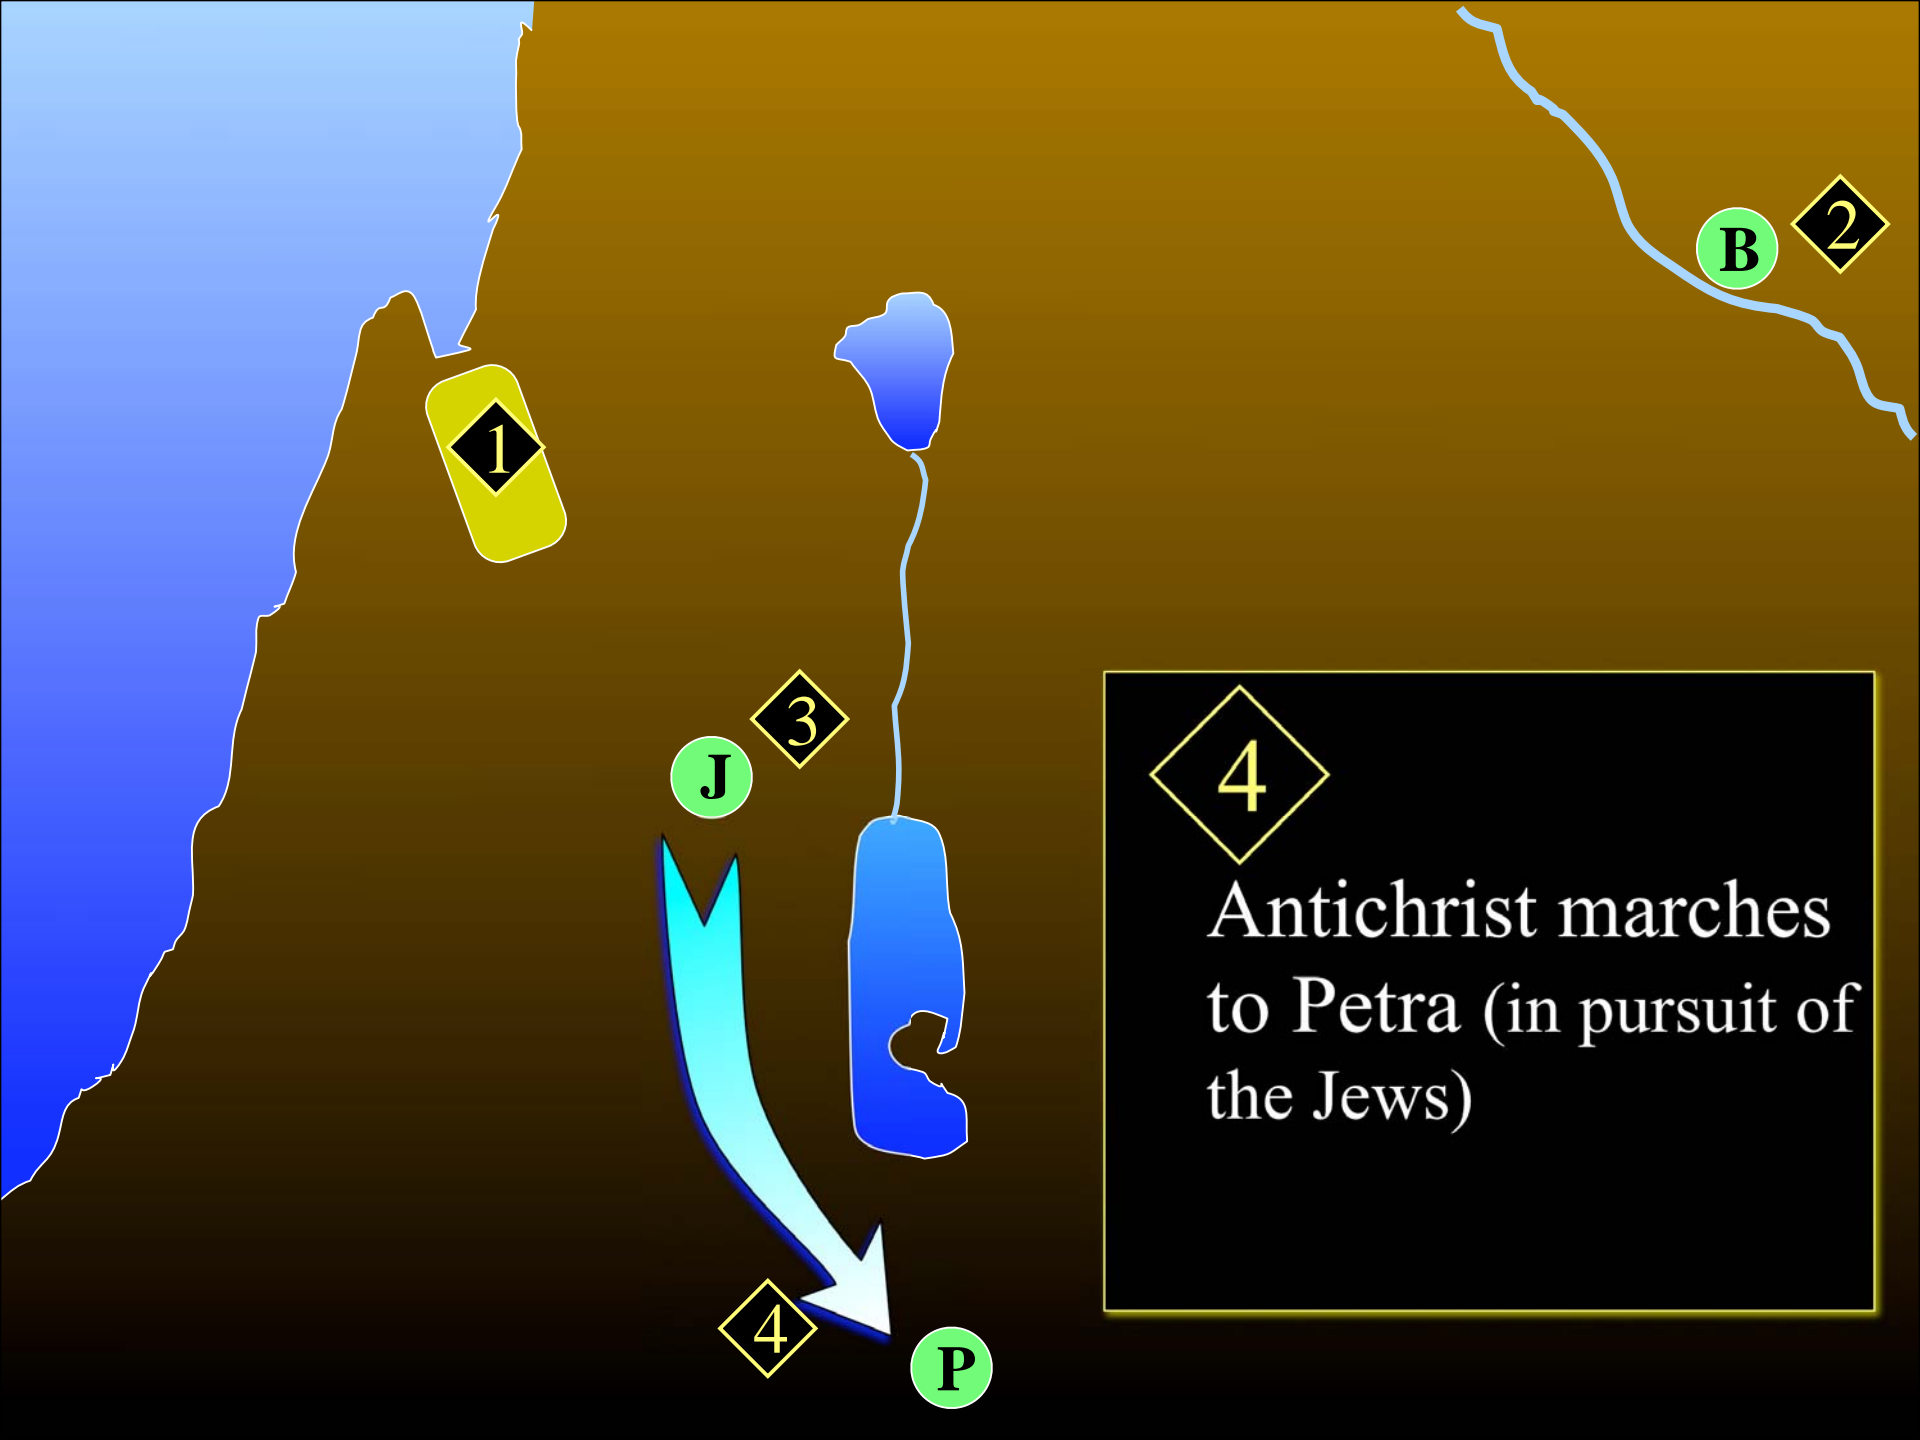 B
2
1
3
J
4
Antichrist marches
to Petra (in pursuit of
the Jews)
4
P